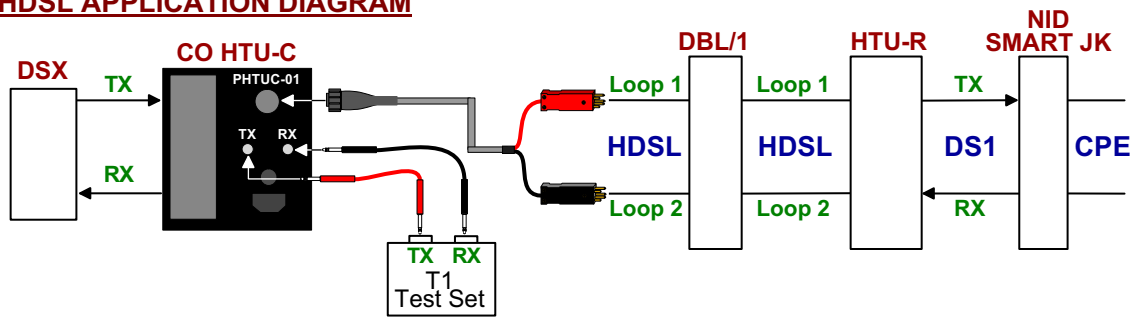 HDSL APPLICATION DIAGRAM
DSX
TX
RX
CO HTU-C
PHTUC-01
TX RX
TX RX
T1
Test Set
Loop 1
HDSL
Loop 2
DBL/1
Loop 1
HDSL
Loop 2
HTU-R
TX
DS1
RX
NID
SMART JK
CPE